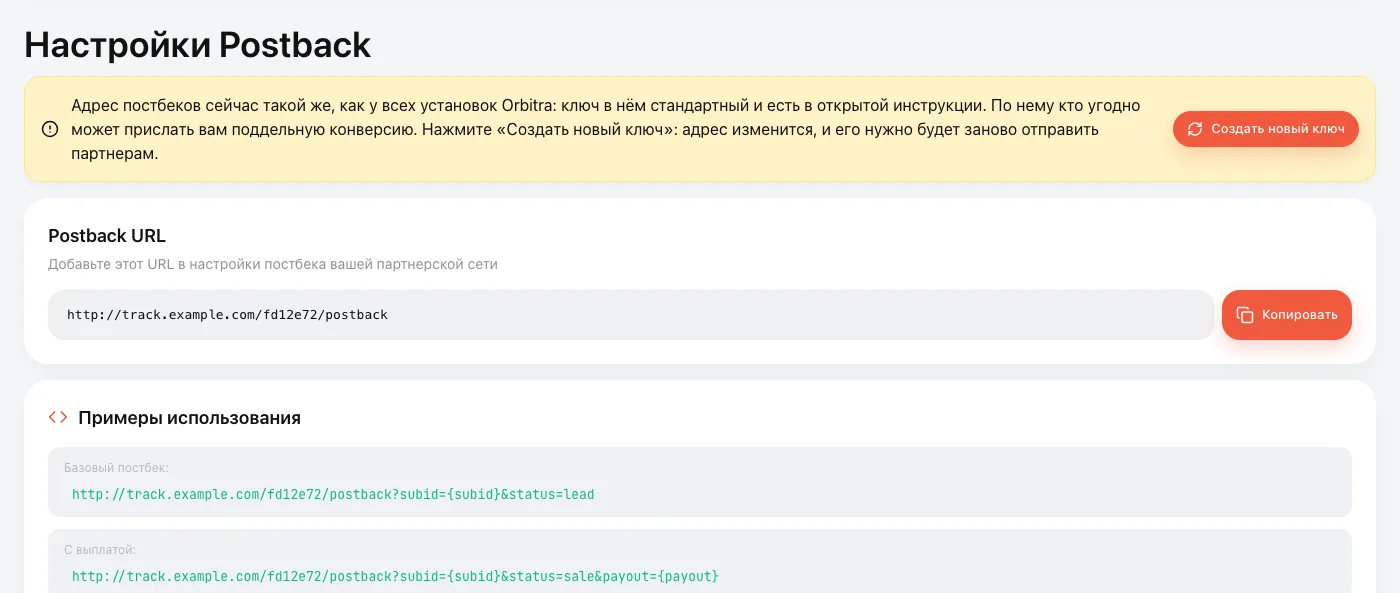 Настройки Postback
Адрес постбеков сейчас такой же, как у всех установок Orbitra: ключ в нём стандартный и есть в открытой инструкции. По нему кто угодно
может прислать вам поддельную конверсию. Нажмите «Создать новый ключ»: адрес изменится, и его нужно будет заново отправить
партнерам.
Создать новый ключ
Postback URL
Добавьте этот URL в настройки постбека вашей партнерской сети
http://track.example.com/fd12e72/postback
Копировать
Примеры использования
Базовый постбек:
http://track.example.com/fd12e72/postback?subid={subid}&status=lead
С выплатой:
http://track.example.com/fd12e72/postback?subid={subid}&status=sale&payout={payout}